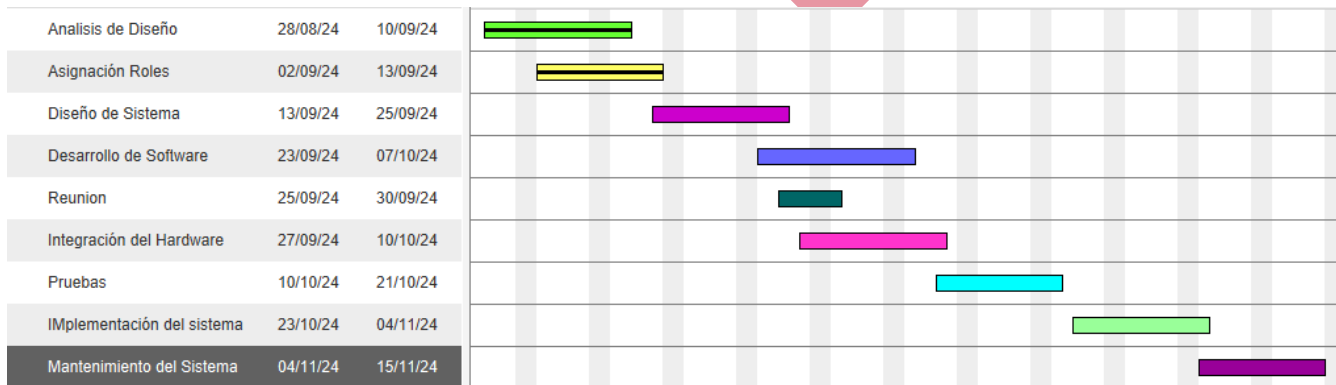 Analisis de Diseño 28/08/24 10/09/24
Asignación Roles 02/09/24 13/09/24
Diseño de Sistema 13/09/24 25/09/24
Desarrollo de Software 23/09/24 07/10/24
Reunion 25/09/24 30/09/24
Integración del Hardware 27/09/24 10/10/24
Pruebas 10/10/24 21/10/24
IMplementación del sistema 23/10/24 04/11/24
Mantenimiento del Sistema 04/11/24 15/11/24